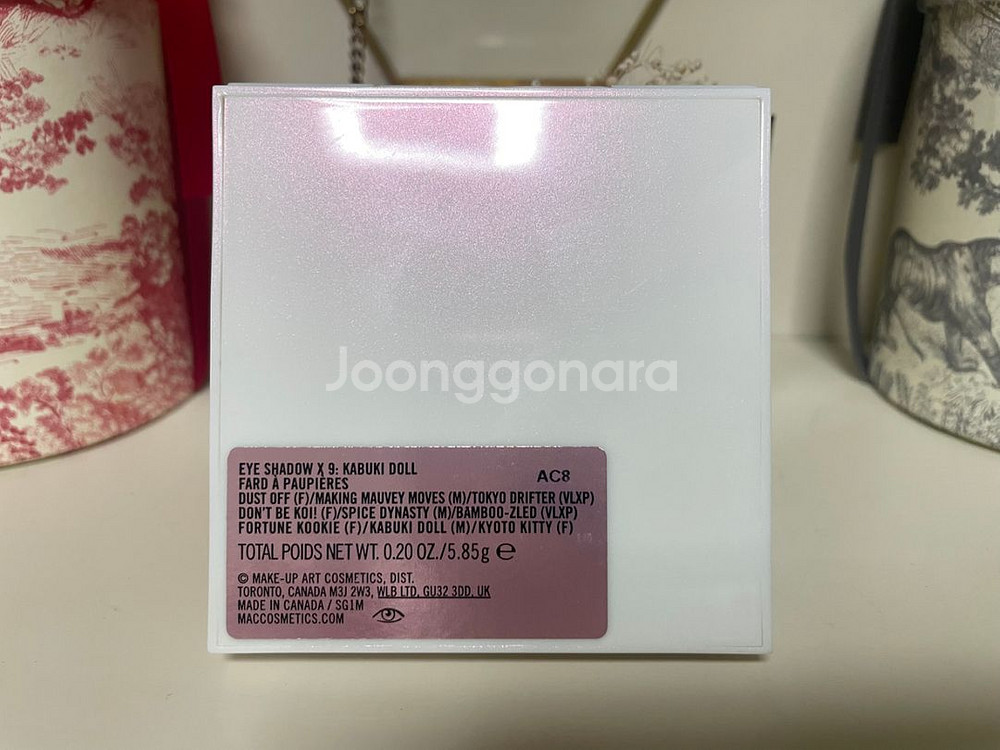 Joonggonara
EYE SHADOW X 9: KABUKI DOLL
AC8
FARD À PAUPIÈRES
DUST OFF (F)/MAKING MAUVEY MOVES (M)/TOKYO DRIFTER (VLXP)
DON'T BE KOI! (F)/SPICE DYNASTY (M)/BAMBOO-ZLED (VLXP)
FORTUNE KOOKIE (F)/KABUKI DOLL (M)/KYOTO KITTY (F)
TOTAL POIDS NET WT. 0.20 OZ./5.85g ℮
© MAKE-UP ART COSMETICS, DIST.
TORONTO, CANADA M3J 2W3, WLB LTD, GU32 3DD, UK
MADE IN CANADA / SG1M
MACCOSMETICS.COM